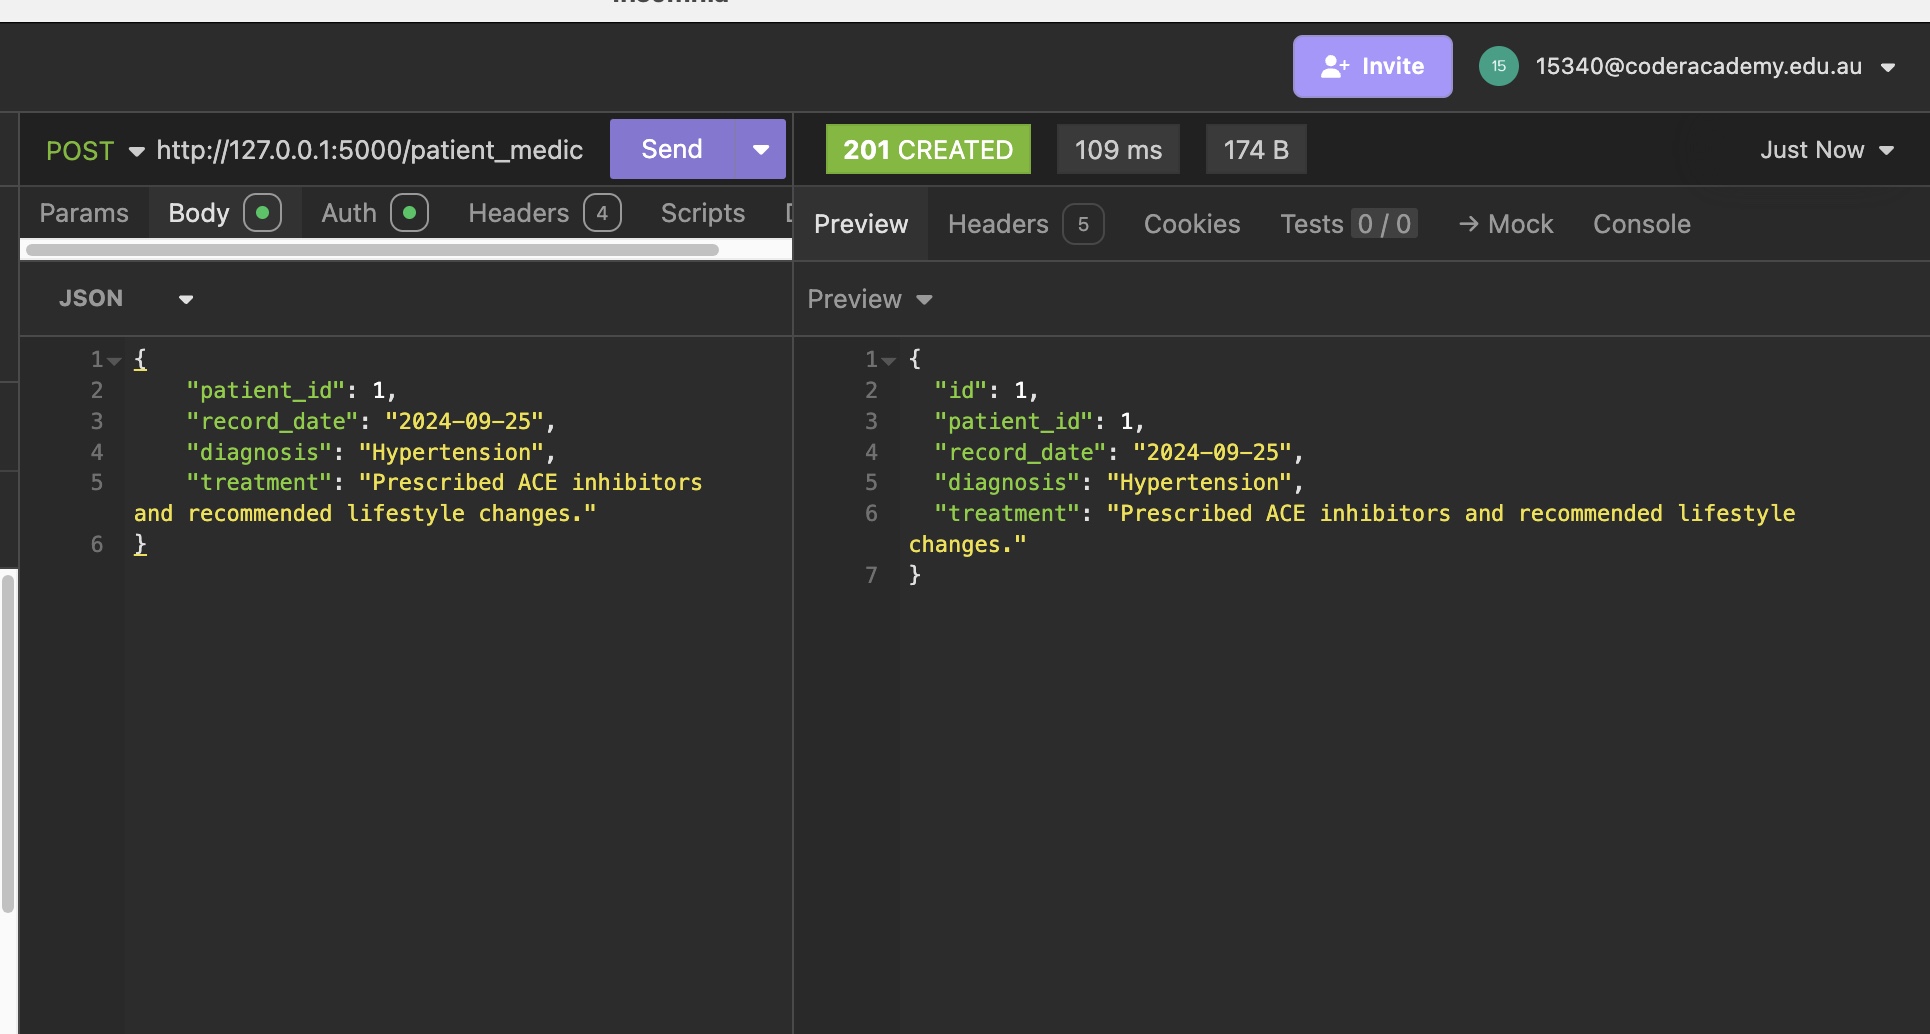 Insomnia
Invite
15
15340@coderacademy.edu.au
POST
http://127.0.0.1:5000/patient_medic
Send
201 CREATED
109 ms
174 B
Just Now
Params
Body
Auth
Headers 4
Scripts
Preview
Headers 5
Cookies
Tests 0 / 0
→ Mock
Console
JSON
1 {
2 "patient_id": 1,
3 "record_date": "2024-09-25",
4 "diagnosis": "Hypertension",
5 "treatment": "Prescribed ACE inhibitors
and recommended lifestyle changes."
6 }
Preview
1 {
2 "id": 1,
3 "patient_id": 1,
4 "record_date": "2024-09-25",
5 "diagnosis": "Hypertension",
6 "treatment": "Prescribed ACE inhibitors and recommended lifestyle
changes."
7 }